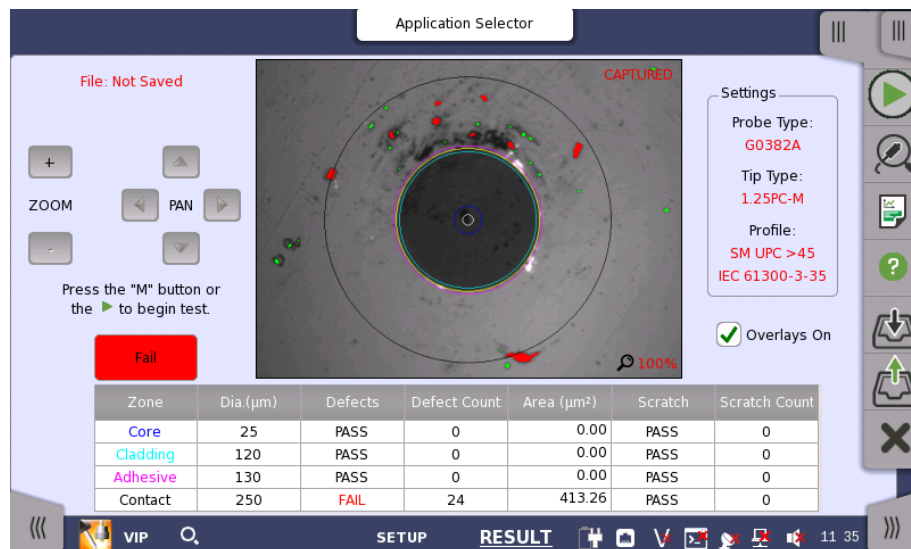 Application Selector
File: Not Saved
CAPTURED
Settings
Probe Type:
G0382A
Tip Type:
1.25PC-M
Profile:
SM UPC >45
IEC 61300-3-35
+
ZOOM
PAN
-
Press the "M" button or
the ▶ to begin test.
Fail
100%
Overlays On
Zone Dia.(μm) Defects Defect Count Area (μm²) Scratch Scratch Count
Core 25 PASS 0 0.00 PASS 0
Cladding 120 PASS 0 0.00 PASS 0
Adhesive 130 PASS 0 0.00 PASS 0
Contact 250 FAIL 24 413.26 PASS 0
VIP SETUP RESULT 11 35